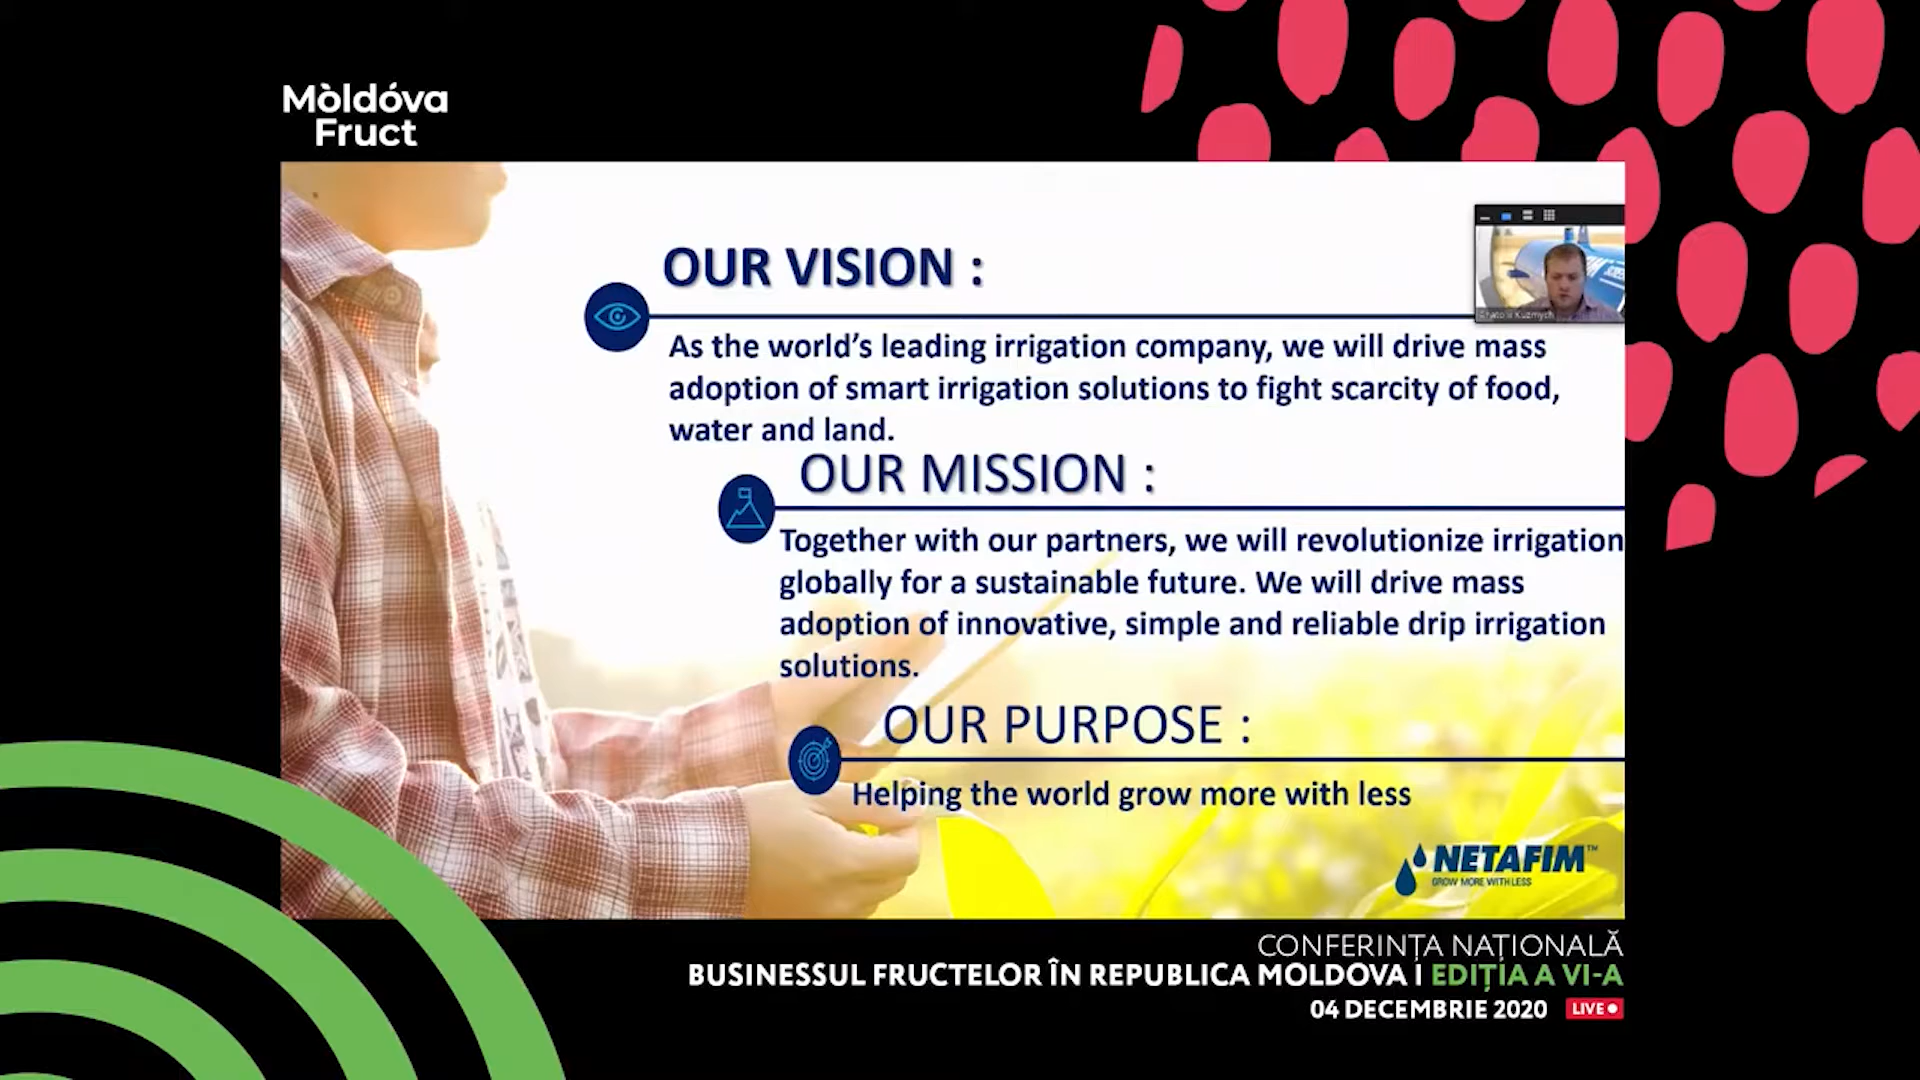 Mòldóva
Fruct
OUR VISION :
As the world’s leading irrigation company, we will drive mass
adoption of smart irrigation solutions to fight scarcity of food,
water and land.
OUR MISSION :
Together with our partners, we will revolutionize irrigation
globally for a sustainable future. We will drive mass
adoption of innovative, simple and reliable drip irrigation
solutions.
OUR PURPOSE :
Helping the world grow more with less
NETAFIM™
GROW MORE WITH LESS
CONFERINȚA NAȚIONALĂ
BUSINESSUL FRUCTELOR ÎN REPUBLICA MOLDOVA I EDIȚIA A VI-A
04 DECEMBRIE 2020 LIVE
Kuzmych